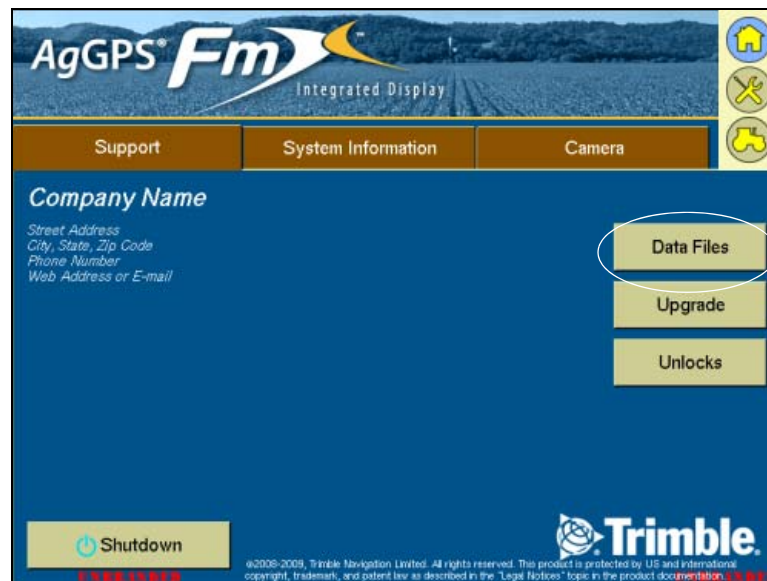 AgGPS® FmX™
Integrated Display
Support
System Information
Camera
Company Name
Street Address
City, State, Zip Code
Phone Number
Web Address or E-mail
Data Files
Upgrade
Unlocks
Shutdown
Trimble.
©2008-2009, Trimble Navigation Limited. All rights reserved. This product is protected by US and international
copyright, trademark, and patent law as described in the "Legal Notices" topic in the product documentation.